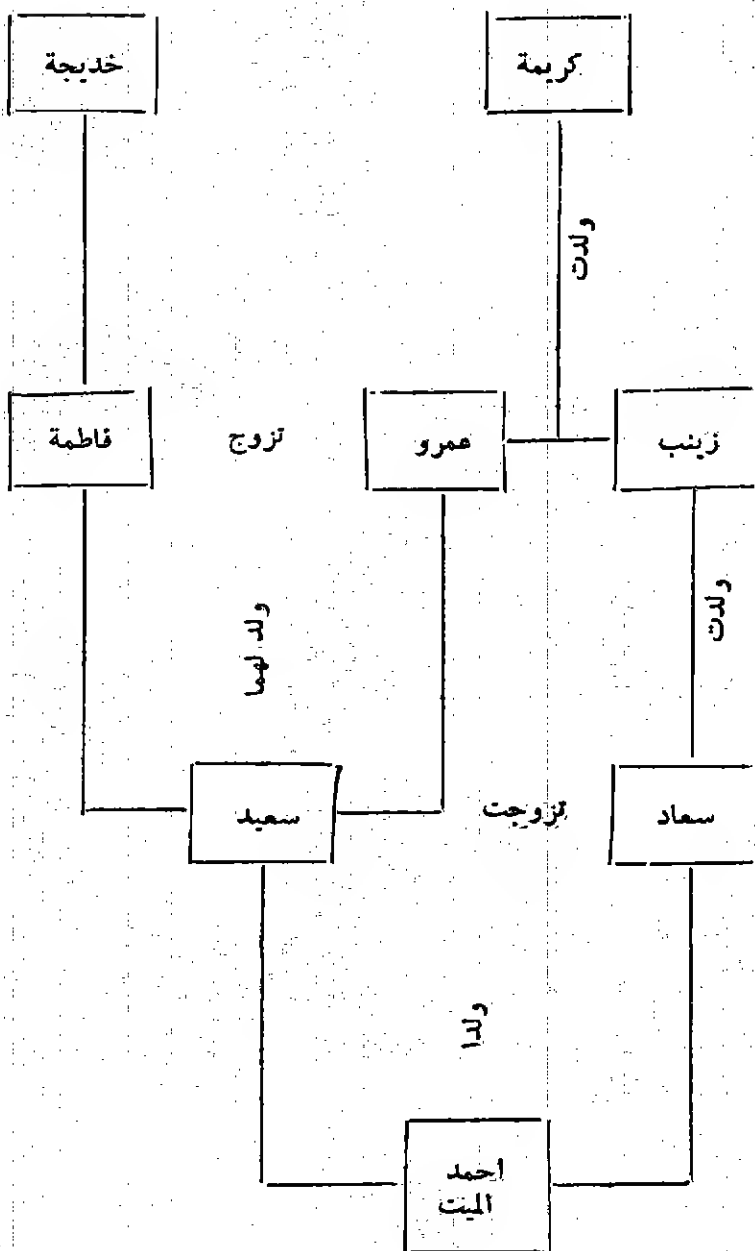 كريمة
خديجة
ولدت
زينب
عمرو
تزوج
فاطمة
ولدت
ولد لهما
سعاد
تزوجت
سعيد
ولدا
احمد
الميت